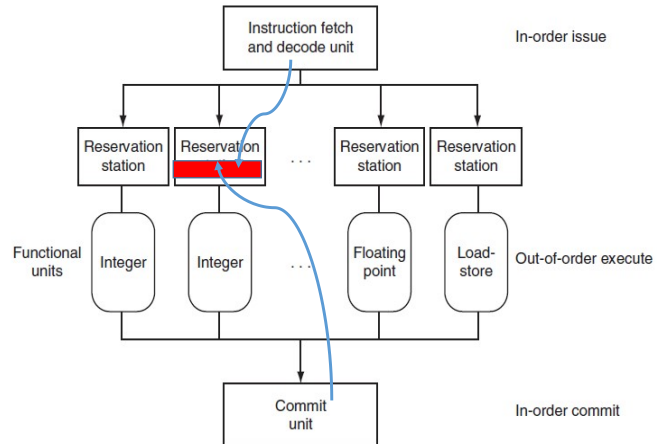 Instruction fetch
and decode unit
In-order issue
Reservation
station
Reservation
. . .
Reservation
station
Reservation
station
Functional
units
Integer
Integer
. . .
Floating
point
Load-
store
Out-of-order execute
Commit
unit
In-order commit